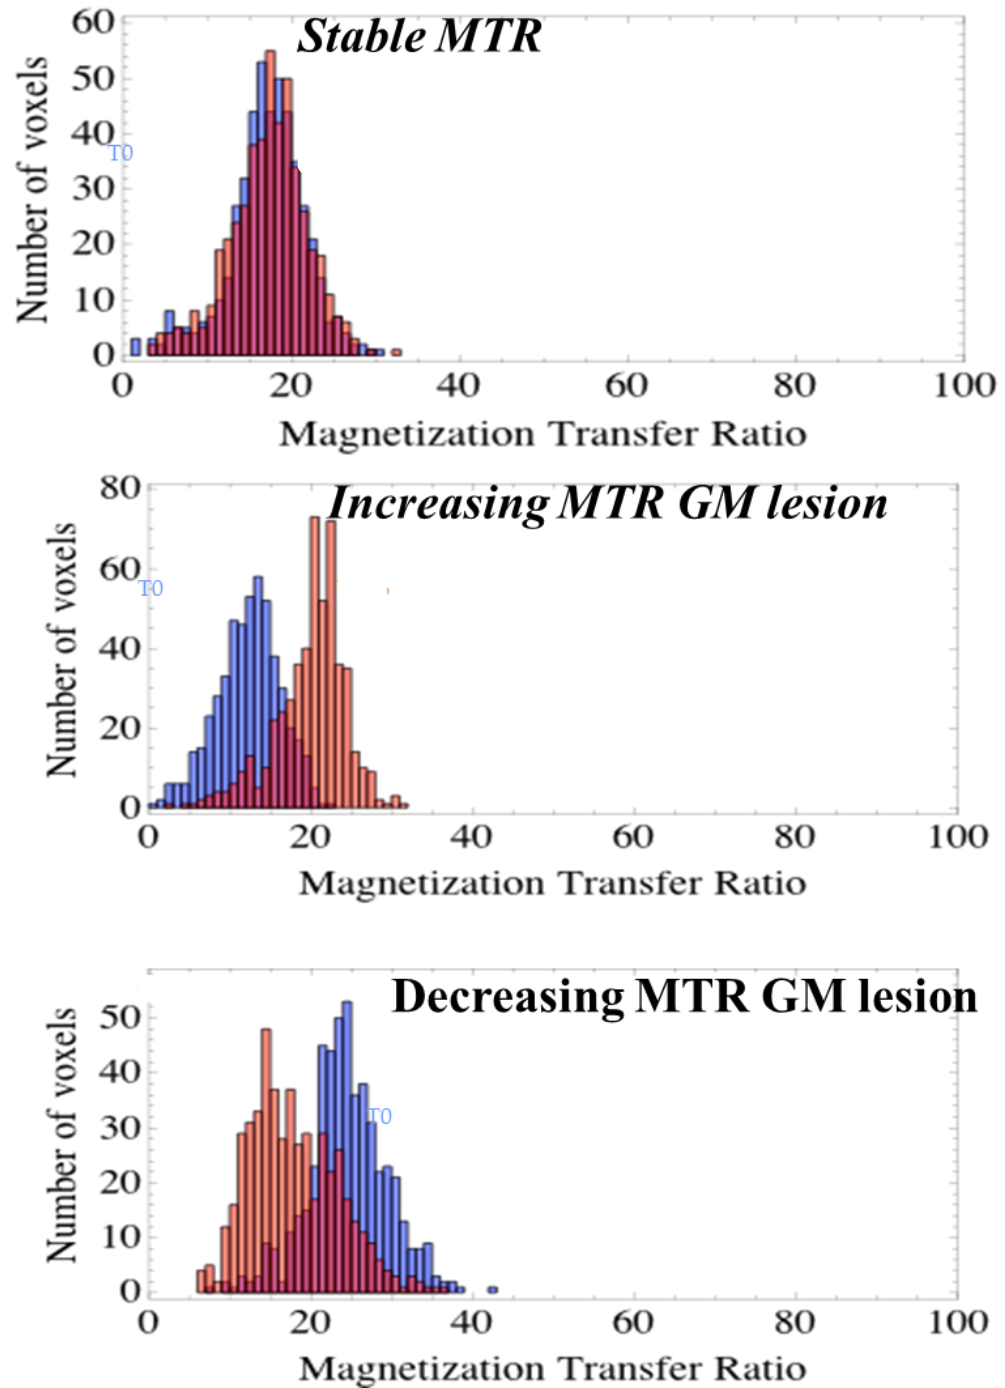 Stable MTR
60
50
40
30
20
10
0
T0
Number of voxels
0 20 40 60 80 100
Magnetization Transfer Ratio
Increasing MTR GM lesion
80
60
40
20
0
T0
Number of voxels
0 20 40 60 80 100
Magnetization Transfer Ratio
Decreasing MTR GM lesion
50
40
30
20
10
0
T0
Number of voxels
0 20 40 60 80 100
Magnetization Transfer Ratio